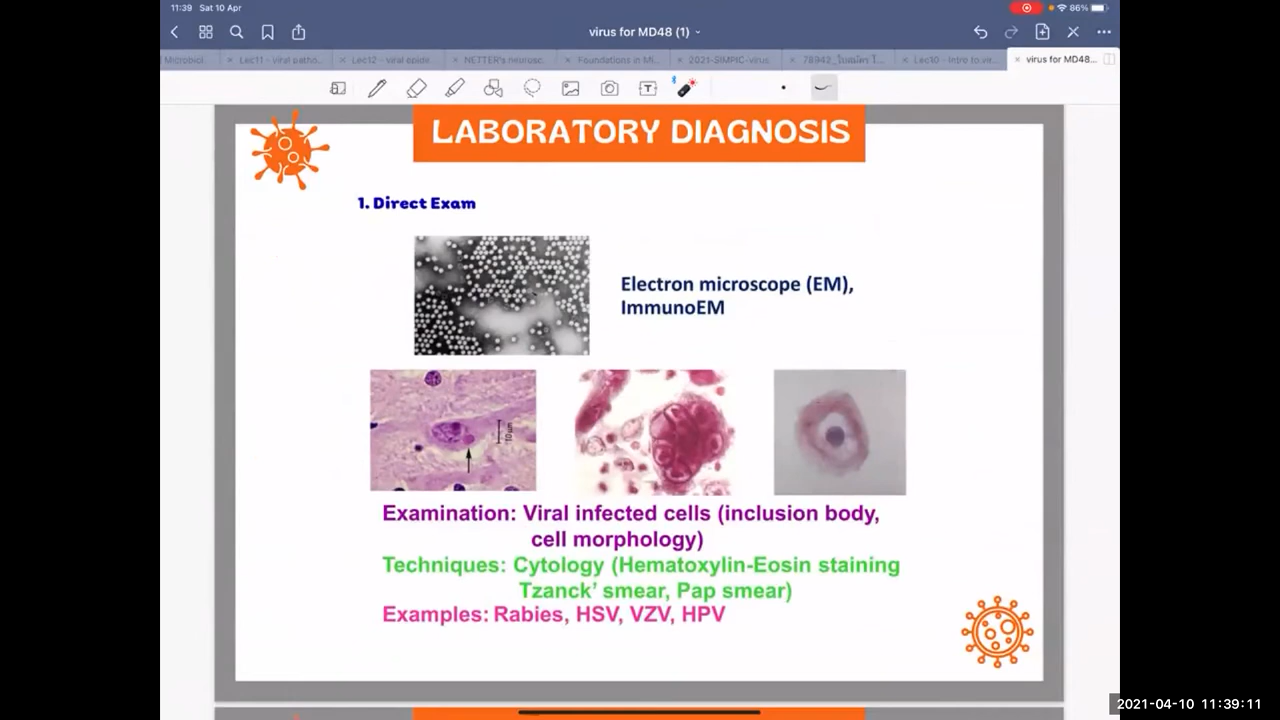 11:39 Sat 10 Apr
86%
virus for MD48 (1)
Microbiol.
Lec11 - viral patho...
Lec12 - viral epide...
NETTER's neurosc...
Foundations in Mi...
2021-SIMPIC-virus
Lec10 - Intro to vir...
virus for MD48...
T
LABORATORY DIAGNOSIS
1. Direct Exam
Electron microscope (EM),
ImmunoEM
10 µm
Examination: Viral infected cells (inclusion body,
cell morphology)
Techniques: Cytology (Hematoxylin-Eosin staining
Tzanck’ smear, Pap smear)
Examples: Rabies, HSV, VZV, HPV
2021-04-10 11:39:11